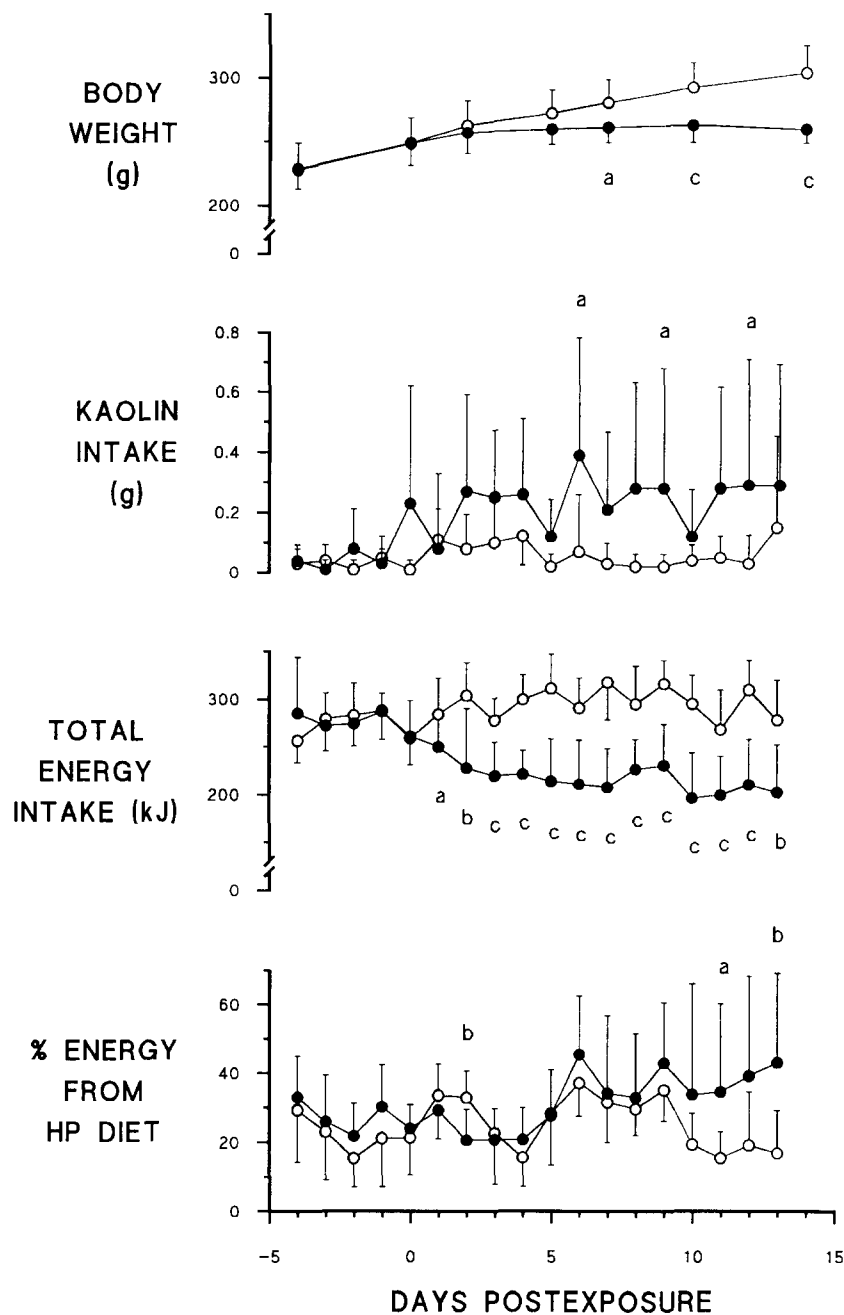 BODY
WEIGHT
(g)
300
200
0
a c c
KAOLIN
INTAKE
(g)
0.8
0.6
0.4
0.2
0
a a a
TOTAL
ENERGY
INTAKE (kJ)
300
200
0
a b c c c c c c c c c c b
% ENERGY
FROM
HP DIET
60
40
20
0
b a b
-5 0 5 10 15
DAYS POSTEXPOSURE